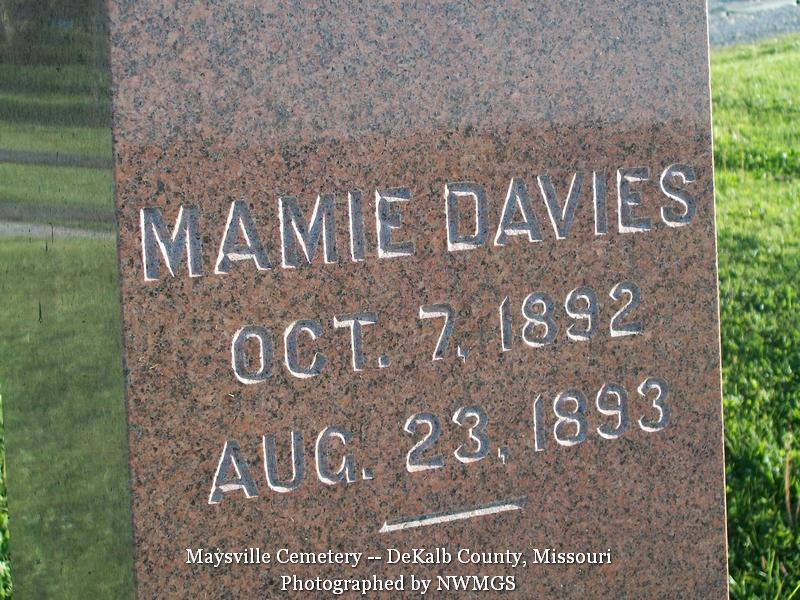 MAMIE DAVIES
OCT. 7, 1892
AUG. 23, 1893
Maysville Cemetery -- DeKalb County, Missouri
Photographed by NWMGS